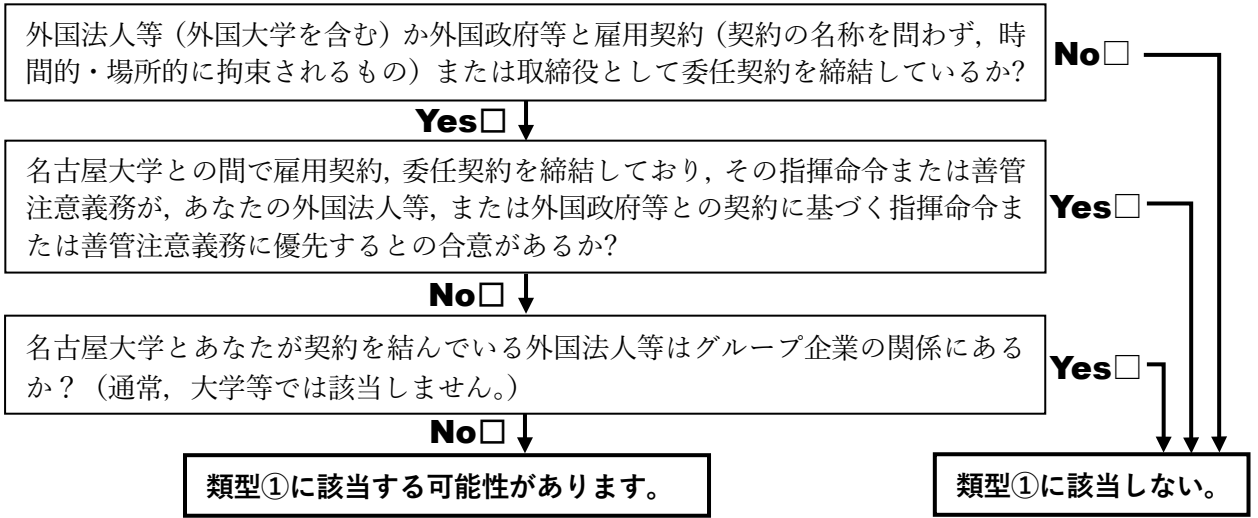 外国法人等（外国大学を含む）か外国政府等と雇用契約（契約の名称を問わず，時
間的・場所的に拘束されるもの）または取締役として委任契約を締結しているか?
No□
Yes□
名古屋大学との間で雇用契約，委任契約を締結しており，その指揮命令または善管
注意義務が，あなたの外国法人等，または外国政府等との契約に基づく指揮命令ま
たは善管注意義務に優先するとの合意があるか?
Yes□
No□
名古屋大学とあなたが契約を結んでいる外国法人等はグループ企業の関係にある
か？（通常，大学等では該当しません。）
Yes□
No□
類型①に該当する可能性があります。
類型①に該当しない。